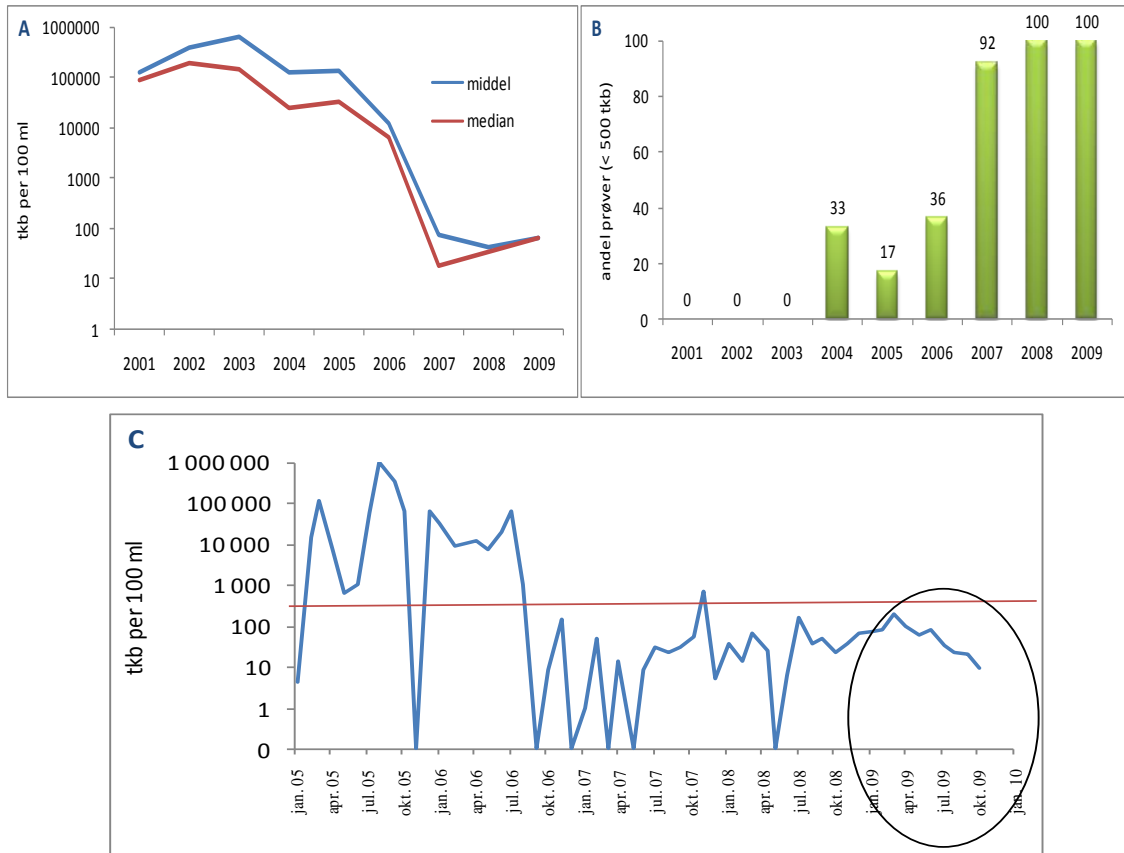 A
1000000
100000
10000
1000
100
10
1
tkb per 100 ml
middel
median
2001 2002 2003 2004 2005 2006 2007 2008 2009
B
100
80
60
40
20
0
andel prøver (< 500 tkb)
0 0 0 33 17 36 92 100 100
2001 2002 2003 2004 2005 2006 2007 2008 2009
C
1 000 000
100 000
10 000
1 000
100
10
1
0
tkb per 100 ml
jan. 05 apr. 05 jul. 05 okt. 05 jan. 06 apr. 06 jul. 06 okt. 06 jan. 07 apr. 07 jul. 07 okt. 07 jan. 08 apr. 08 jul. 08 okt. 08 jan. 09 apr. 09 jul. 09 okt. 09 jan. 10